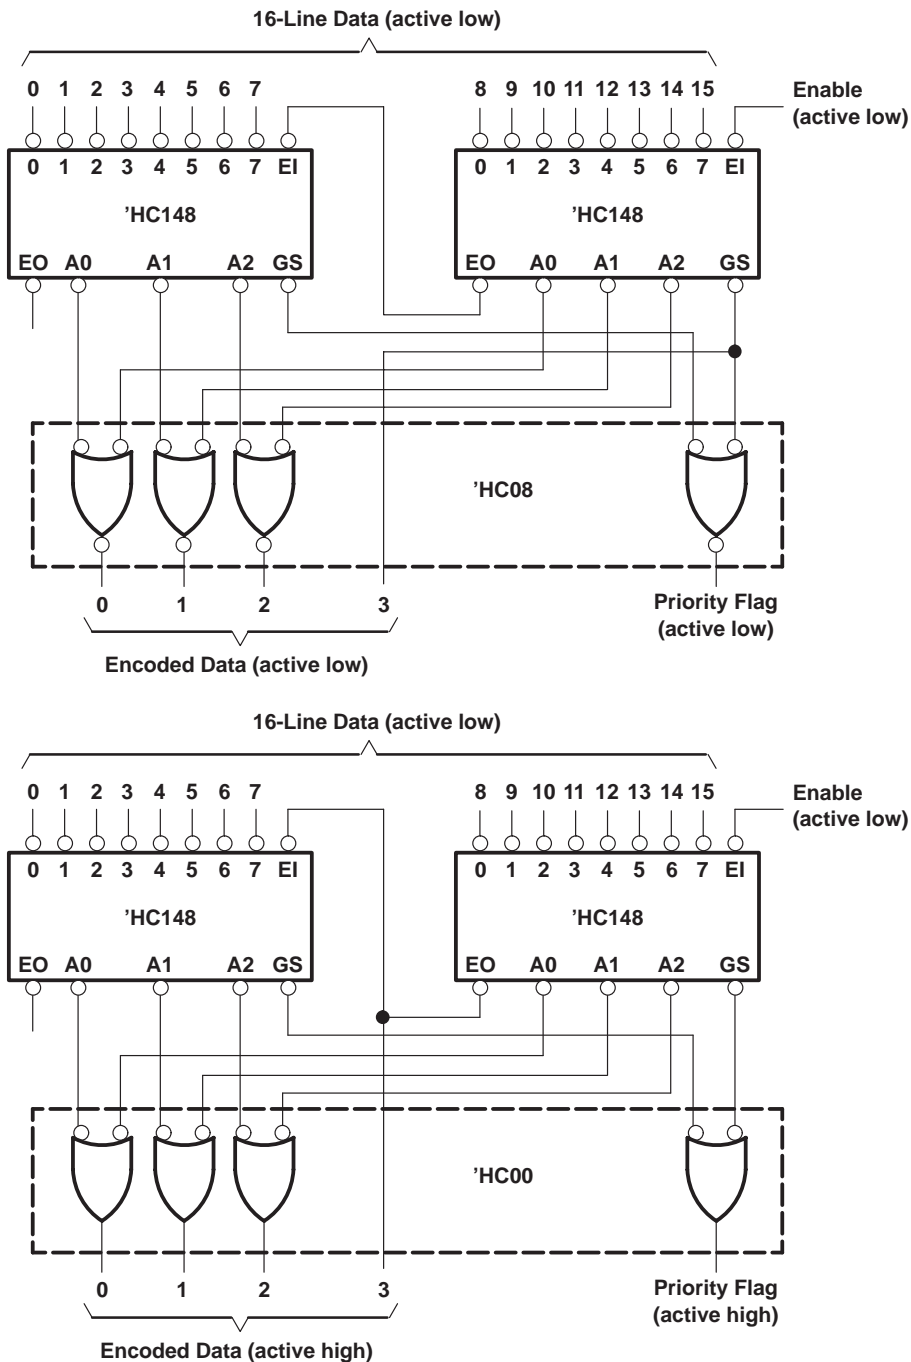 16-Line Data (active low)
0 1 2 3 4 5 6 7
8 9 10 11 12 13 14 15
Enable
(active low)
0 1 2 3 4 5 6 7 EI
0 1 2 3 4 5 6 7 EI
’HC148
’HC148
EO A0 A1 A2 GS
EO A0 A1 A2 GS
’HC08
0 1 2 3
Priority Flag
(active low)
Encoded Data (active low)
16-Line Data (active low)
0 1 2 3 4 5 6 7
8 9 10 11 12 13 14 15
Enable
(active low)
0 1 2 3 4 5 6 7 EI
0 1 2 3 4 5 6 7 EI
’HC148
’HC148
EO A0 A1 A2 GS
EO A0 A1 A2 GS
’HC00
0 1 2 3
Priority Flag
(active high)
Encoded Data (active high)